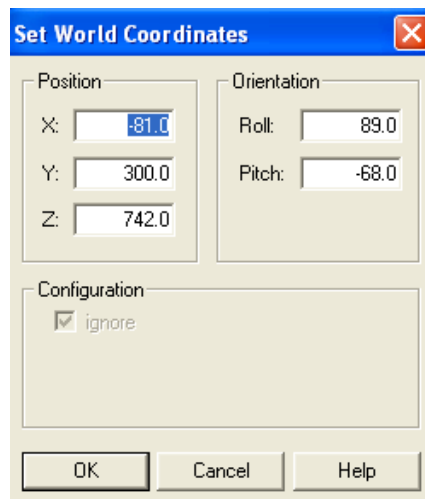 Set World Coordinates
Position
X: -81.0
Y: 300.0
Z: 742.0
Orientation
Roll: 89.0
Pitch: -68.0
Configuration
ignore
OK Cancel Help